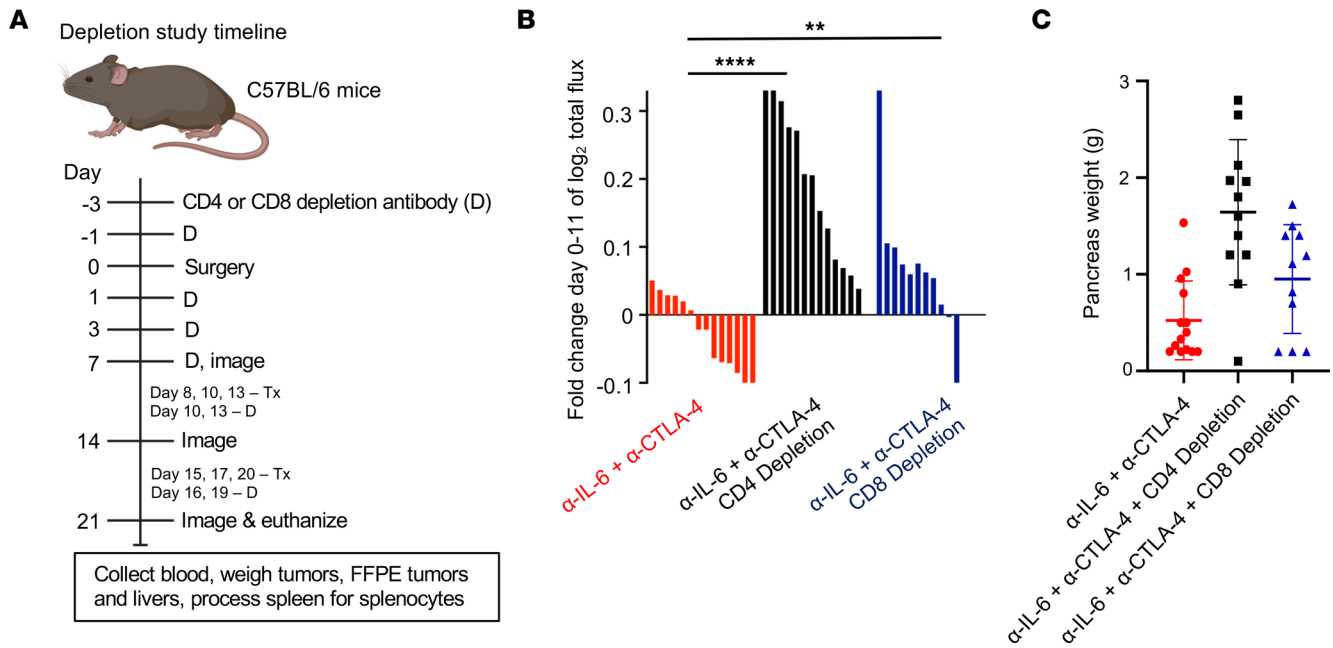 A
Depletion study timeline
C57BL/6 mice
Day
-3 CD4 or CD8 depletion antibody (D)
-1 D
0 Surgery
1 D
3 D
7 D, image
Day 8, 10, 13 – Tx
Day 10, 13 – D
14 Image
Day 15, 17, 20 – Tx
Day 16, 19 – D
21 Image & euthanize
Collect blood, weigh tumors, FFPE tumors
and livers, process spleen for splenocytes
B
**
****
Fold change day 0-11 of log₂ total flux
0.3
0.2
0.1
0
-0.1
α-IL-6 + α-CTLA-4
α-IL-6 + α-CTLA-4
CD4 Depletion
α-IL-6 + α-CTLA-4
CD8 Depletion
C
Pancreas weight (g)
3
2
1
0
α-IL-6 + α-CTLA-4
α-IL-6 + α-CTLA-4 + CD4 Depletion
α-IL-6 + α-CTLA-4 + CD8 Depletion